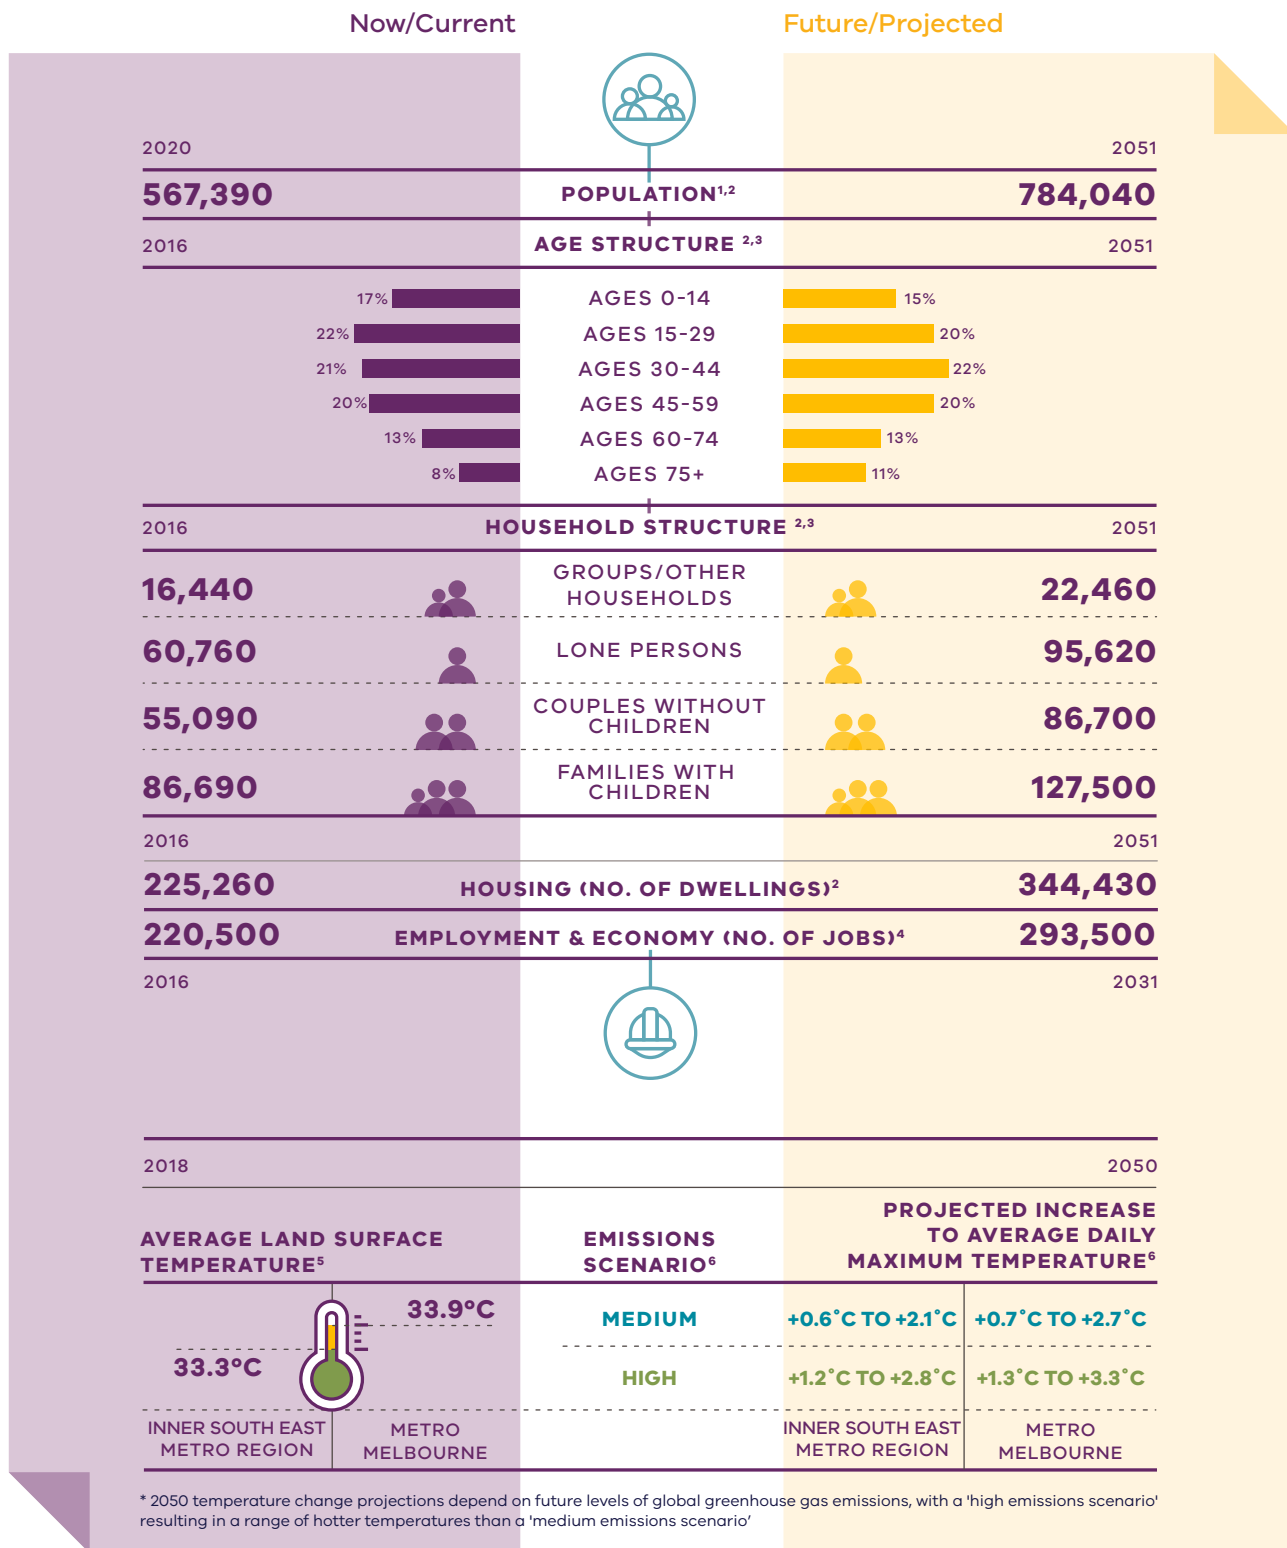 Now/Current
Future/Projected
2020
2051
567,390
POPULATION1,2
784,040
2016
AGE STRUCTURE 2,3
2051
17%
AGES 0-14
15%
22%
AGES 15-29
20%
21%
AGES 30-44
22%
20%
AGES 45-59
20%
13%
AGES 60-74
13%
8%
AGES 75+
11%
2016
HOUSEHOLD STRUCTURE 2,3
2051
16,440
GROUPS/OTHER
HOUSEHOLDS
22,460
60,760
LONE PERSONS
95,620
55,090
COUPLES WITHOUT
CHILDREN
86,700
86,690
FAMILIES WITH
CHILDREN
127,500
2016
2051
225,260
HOUSING (NO. OF DWELLINGS)2
344,430
220,500
EMPLOYMENT & ECONOMY (NO. OF JOBS)4
293,500
2016
2031
2018
2050
AVERAGE LAND SURFACE
TEMPERATURE5
EMISSIONS
SCENARIO6
PROJECTED INCREASE
TO AVERAGE DAILY
MAXIMUM TEMPERATURE6
33.9°C
33.3°C
MEDIUM
+0.6°C TO +2.1°C
+0.7°C TO +2.7°C
HIGH
+1.2°C TO +2.8°C
+1.3°C TO +3.3°C
INNER SOUTH EAST
METRO REGION
METRO
MELBOURNE
INNER SOUTH EAST
METRO REGION
METRO
MELBOURNE
* 2050 temperature change projections depend on future levels of global greenhouse gas emissions, with a 'high emissions scenario'
resulting in a range of hotter temperatures than a 'medium emissions scenario'